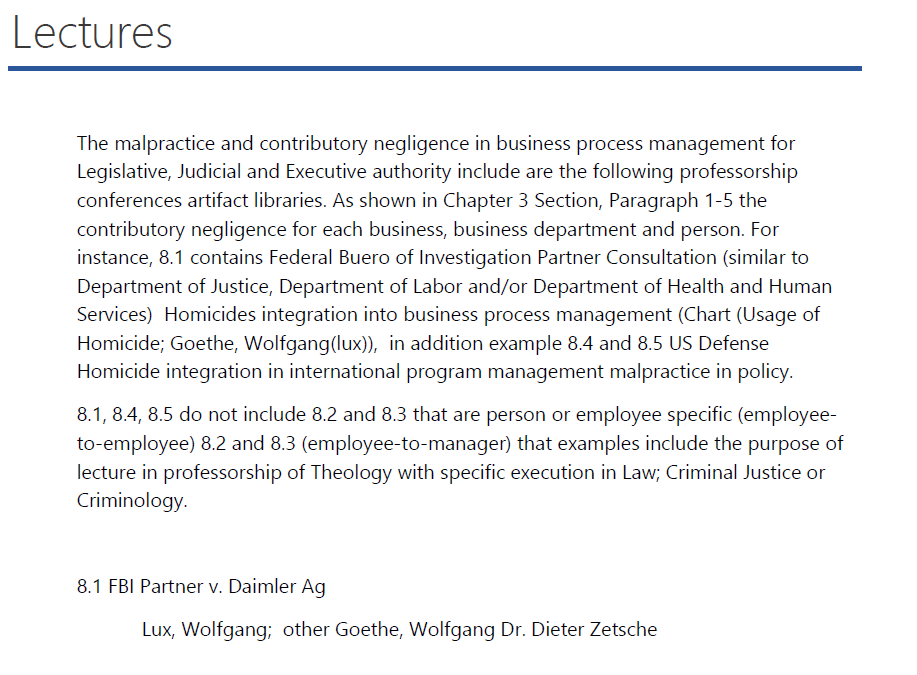 Lectures
The malpractice and contributory negligence in business process management for
Legislative, Judicial and Executive authority include are the following professorship
conferences artifact libraries. As shown in Chapter 3 Section, Paragraph 1-5 the
contributory negligence for each business, business department and person. For
instance, 8.1 contains Federal Buero of Investigation Partner Consultation (similar to
Department of Justice, Department of Labor and/or Department of Health and Human
Services)  Homicides integration into business process management (Chart (Usage of
Homicide; Goethe, Wolfgang(lux)),  in addition example 8.4 and 8.5 US Defense
Homicide integration in international program management malpractice in policy.
8.1, 8.4, 8.5 do not include 8.2 and 8.3 that are person or employee specific (employee-
to-employee) 8.2 and 8.3 (employee-to-manager) that examples include the purpose of
lecture in professorship of Theology with specific execution in Law; Criminal Justice or
Criminology.
8.1 FBI Partner v. Daimler Ag
Lux, Wolfgang;  other Goethe, Wolfgang Dr. Dieter Zetsche